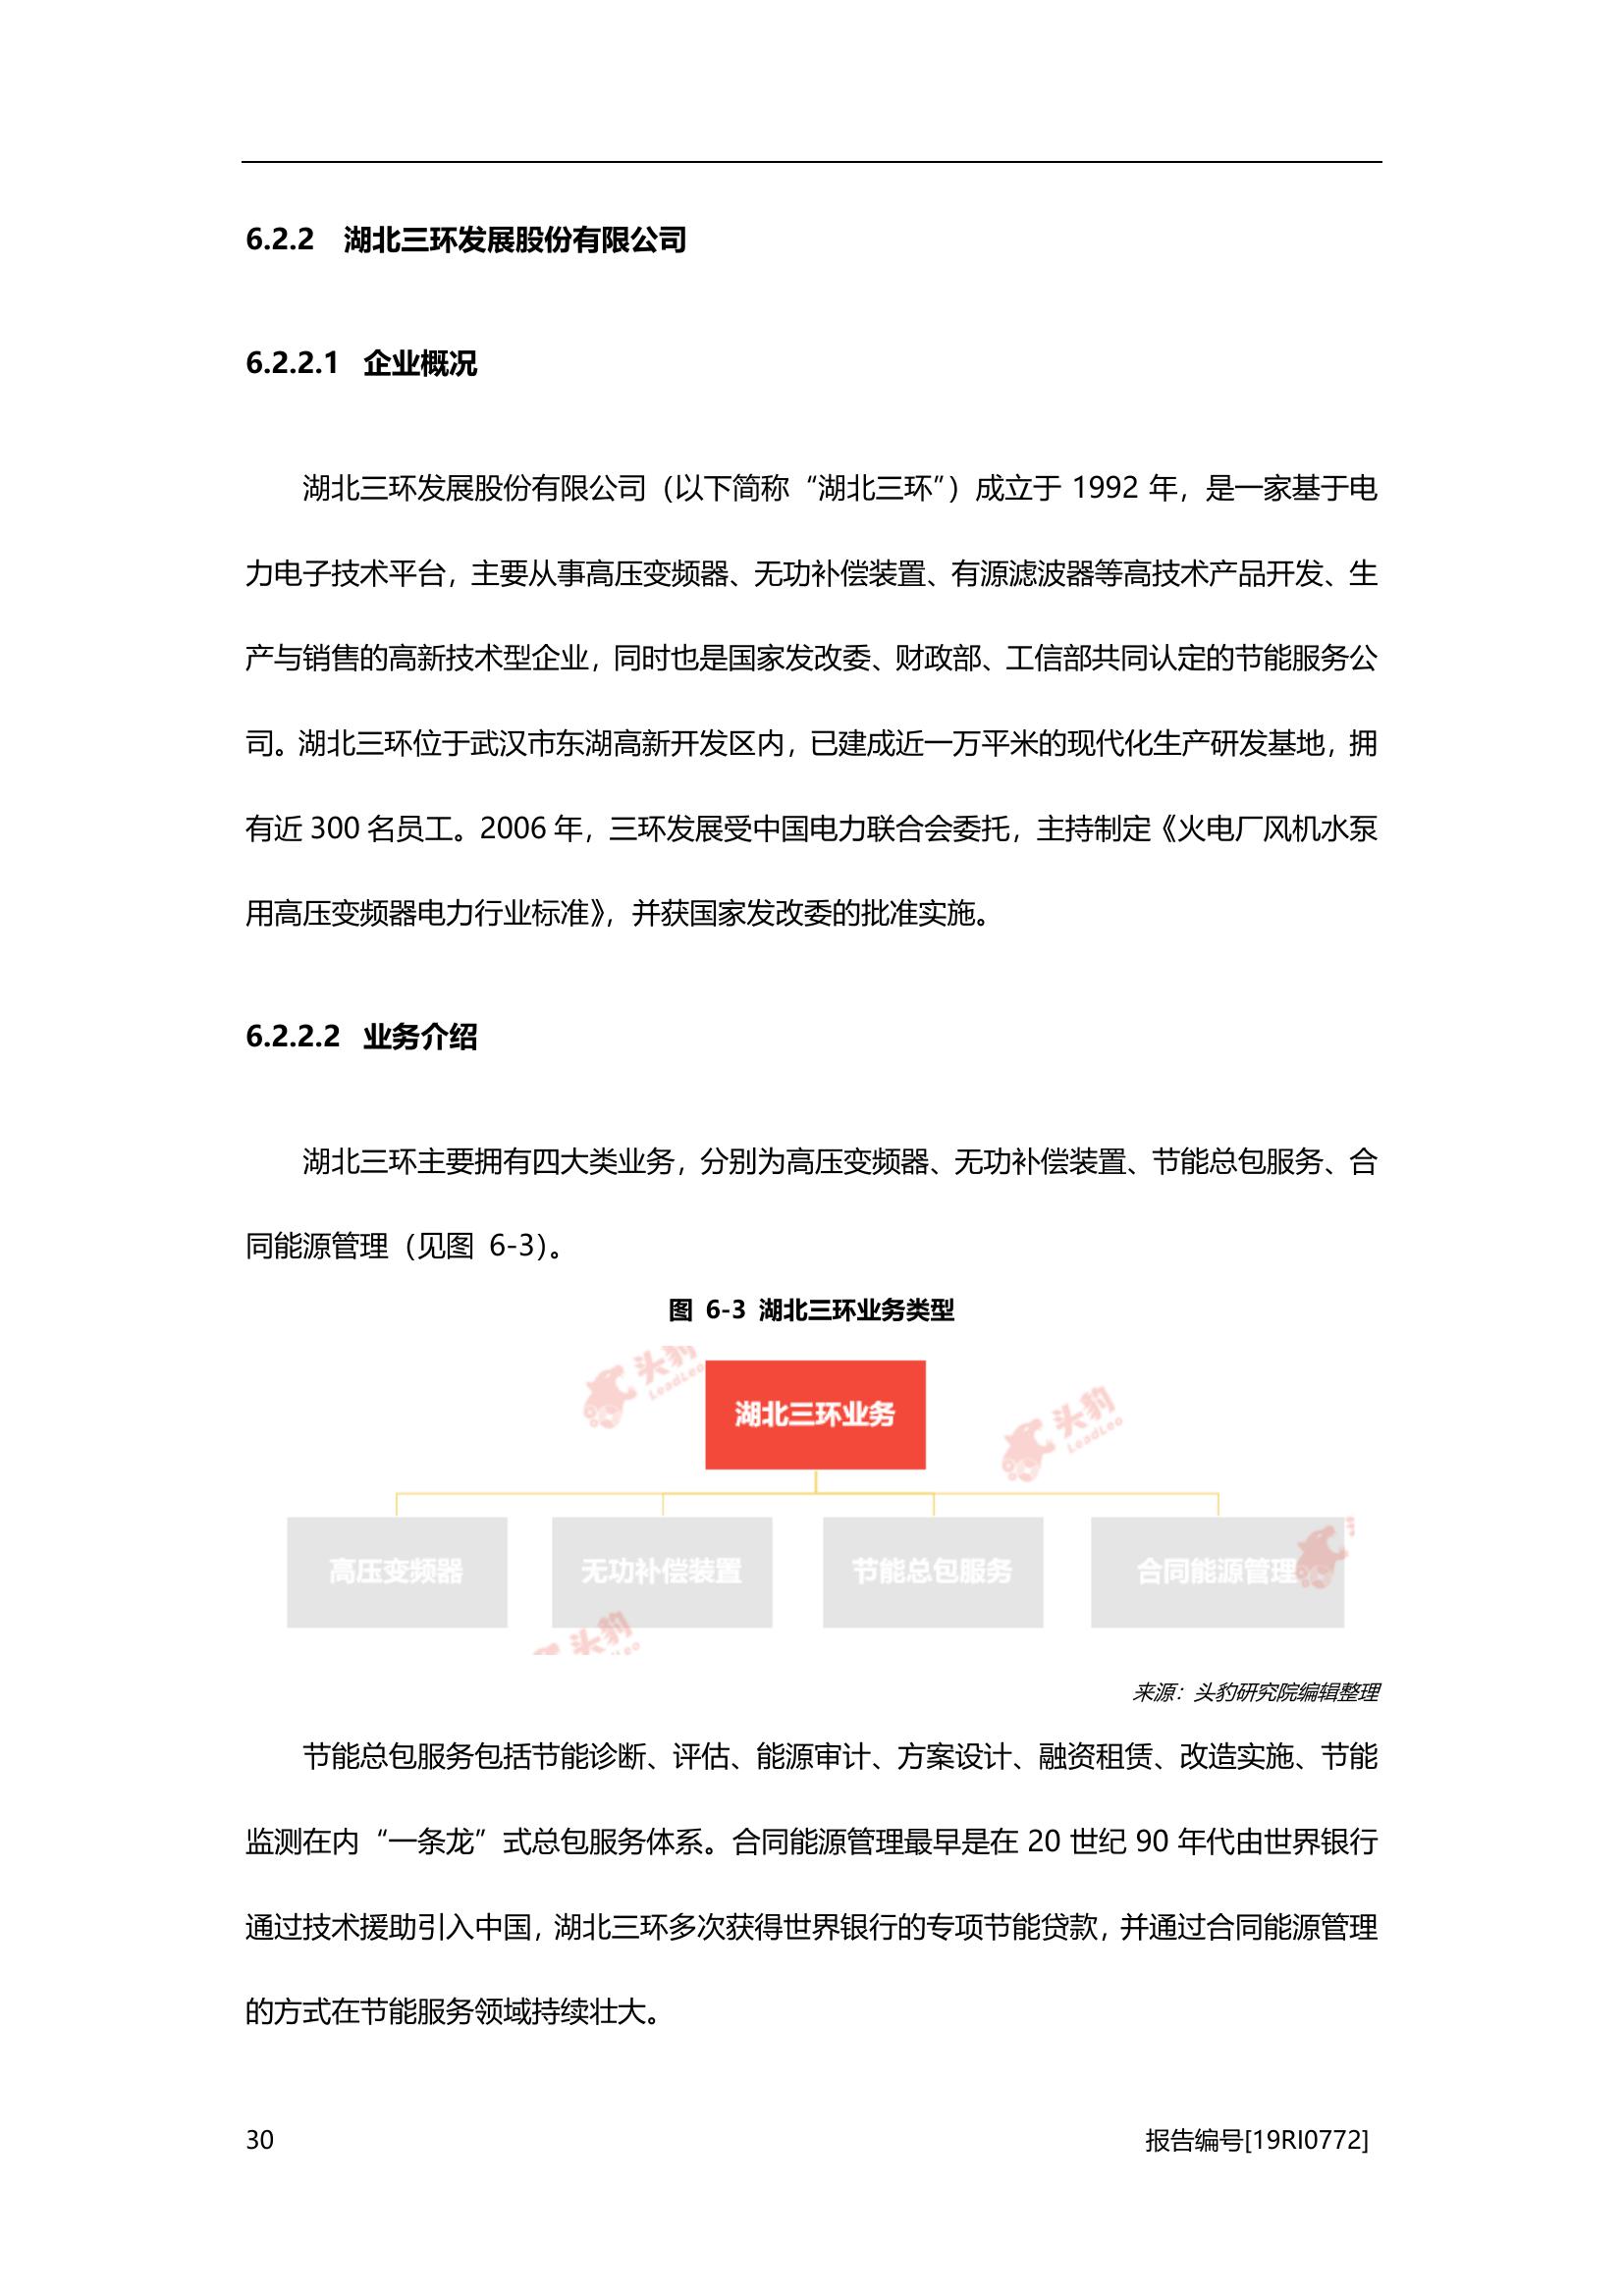 6.2.2 湖北三环发展股份有限公司
6.2.2.1 企业概况
湖北三环发展股份有限公司（以下简称“湖北三环”）成立于 1992 年，是一家基于电
力电子技术平台，主要从事高压变频器、无功补偿装置、有源滤波器等高技术产品开发、生
产与销售的高新技术型企业，同时也是国家发改委、财政部、工信部共同认定的节能服务公
司。湖北三环位于武汉市东湖高新开发区内，已建成近一万平米的现代化生产研发基地，拥
有近 300 名员工。2006 年，三环发展受中国电力联合会委托，主持制定《火电厂风机水泵
用高压变频器电力行业标准》，并获国家发改委的批准实施。
6.2.2.2 业务介绍
湖北三环主要拥有四大类业务，分别为高压变频器、无功补偿装置、节能总包服务、合
同能源管理（见图 6-3）。
图 6-3 湖北三环业务类型
头豹
LeadLeo
湖北三环业务
头豹
LeadLeo
高压变频器
无功补偿装置
节能总包服务
合同能源管理
头豹
来源：头豹研究院编辑整理
节能总包服务包括节能诊断、评估、能源审计、方案设计、融资租赁、改造实施、节能
监测在内“一条龙”式总包服务体系。合同能源管理最早是在 20 世纪 90 年代由世界银行
通过技术援助引入中国，湖北三环多次获得世界银行的专项节能贷款，并通过合同能源管理
的方式在节能服务领域持续壮大。
30
报告编号[19RI0772]